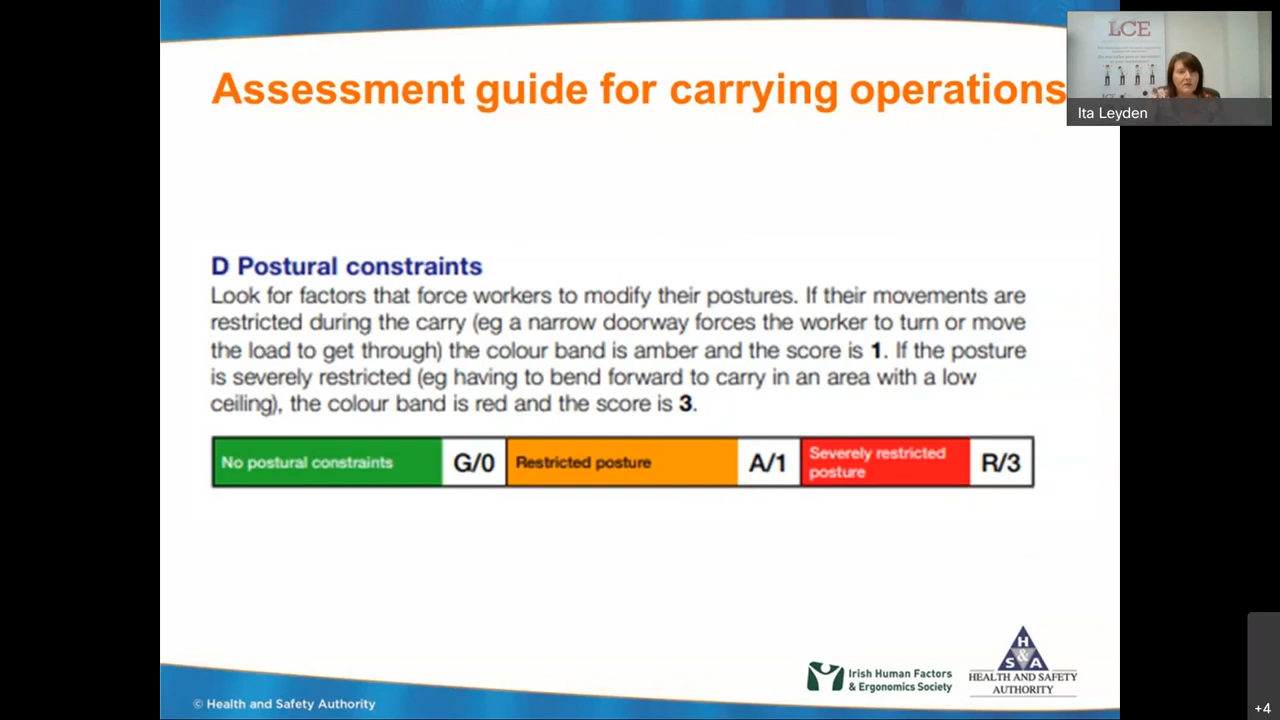 Assessment guide for carrying operations
LCE
Ita Leyden
D Postural constraints
Look for factors that force workers to modify their postures. If their movements are
restricted during the carry (eg a narrow doorway forces the worker to turn or move
the load to get through) the colour band is amber and the score is 1. If the posture
is severely restricted (eg having to bend forward to carry in an area with a low
ceiling), the colour band is red and the score is 3.
No postural constraints G/0 Restricted posture A/1 Severely restricted
posture R/3
Irish Human Factors
& Ergonomics Society
H
S & A
HEALTH AND SAFETY
AUTHORITY
© Health and Safety Authority
+4